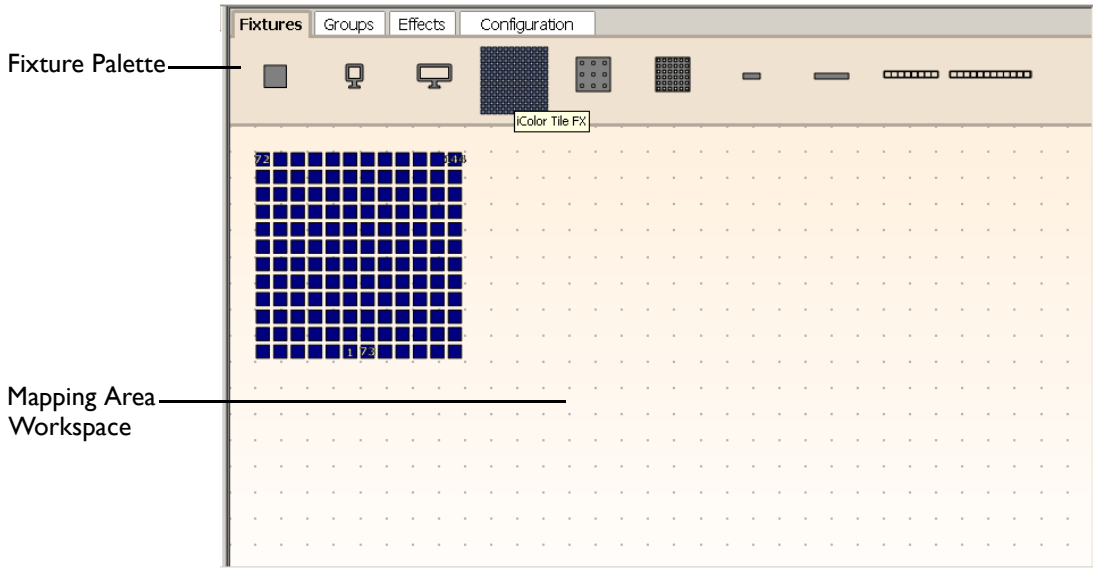 Fixtures Groups Effects Configuration
Fixture Palette
iColor Tile FX
72 144
1 73
Mapping Area
Workspace